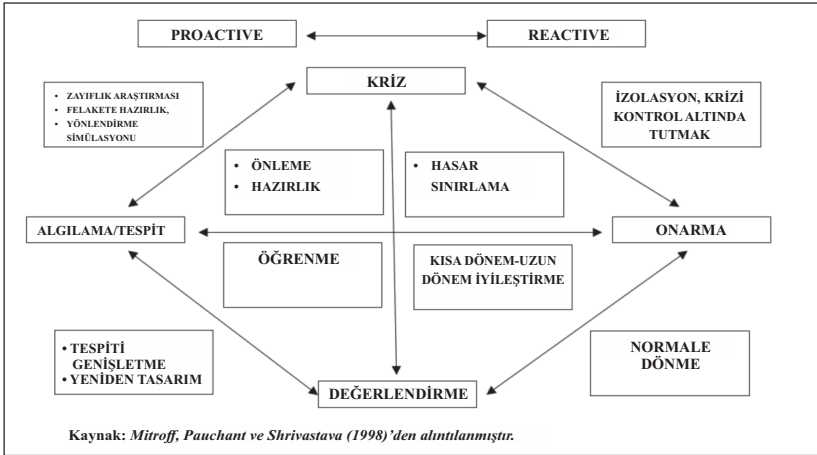 PROACTIVE
REACTIVE
KRİZ
• ZAYIFLIK ARAŞTIRMASI
• FELAKETE HAZIRLIK,
• YÖNLENDİRME
SİMÜLASYONU
İZOLASYON, KRİZİ
KONTROL ALTINDA
TUTMAK
• ÖNLEME
• HAZIRLIK
• HASAR
SINIRLAMA
ALGILAMA/TESPİT
ONARMA
ÖĞRENME
KISA DÖNEM-UZUN
DÖNEM İYİLEŞTİRME
• TESPİTİ
GENİŞLETME
• YENİDEN TASARIM
NORMALE
DÖNME
DEĞERLENDİRME
Kaynak: Mitroff, Pauchant ve Shrivastava (1998)’den alıntılanmıştır.